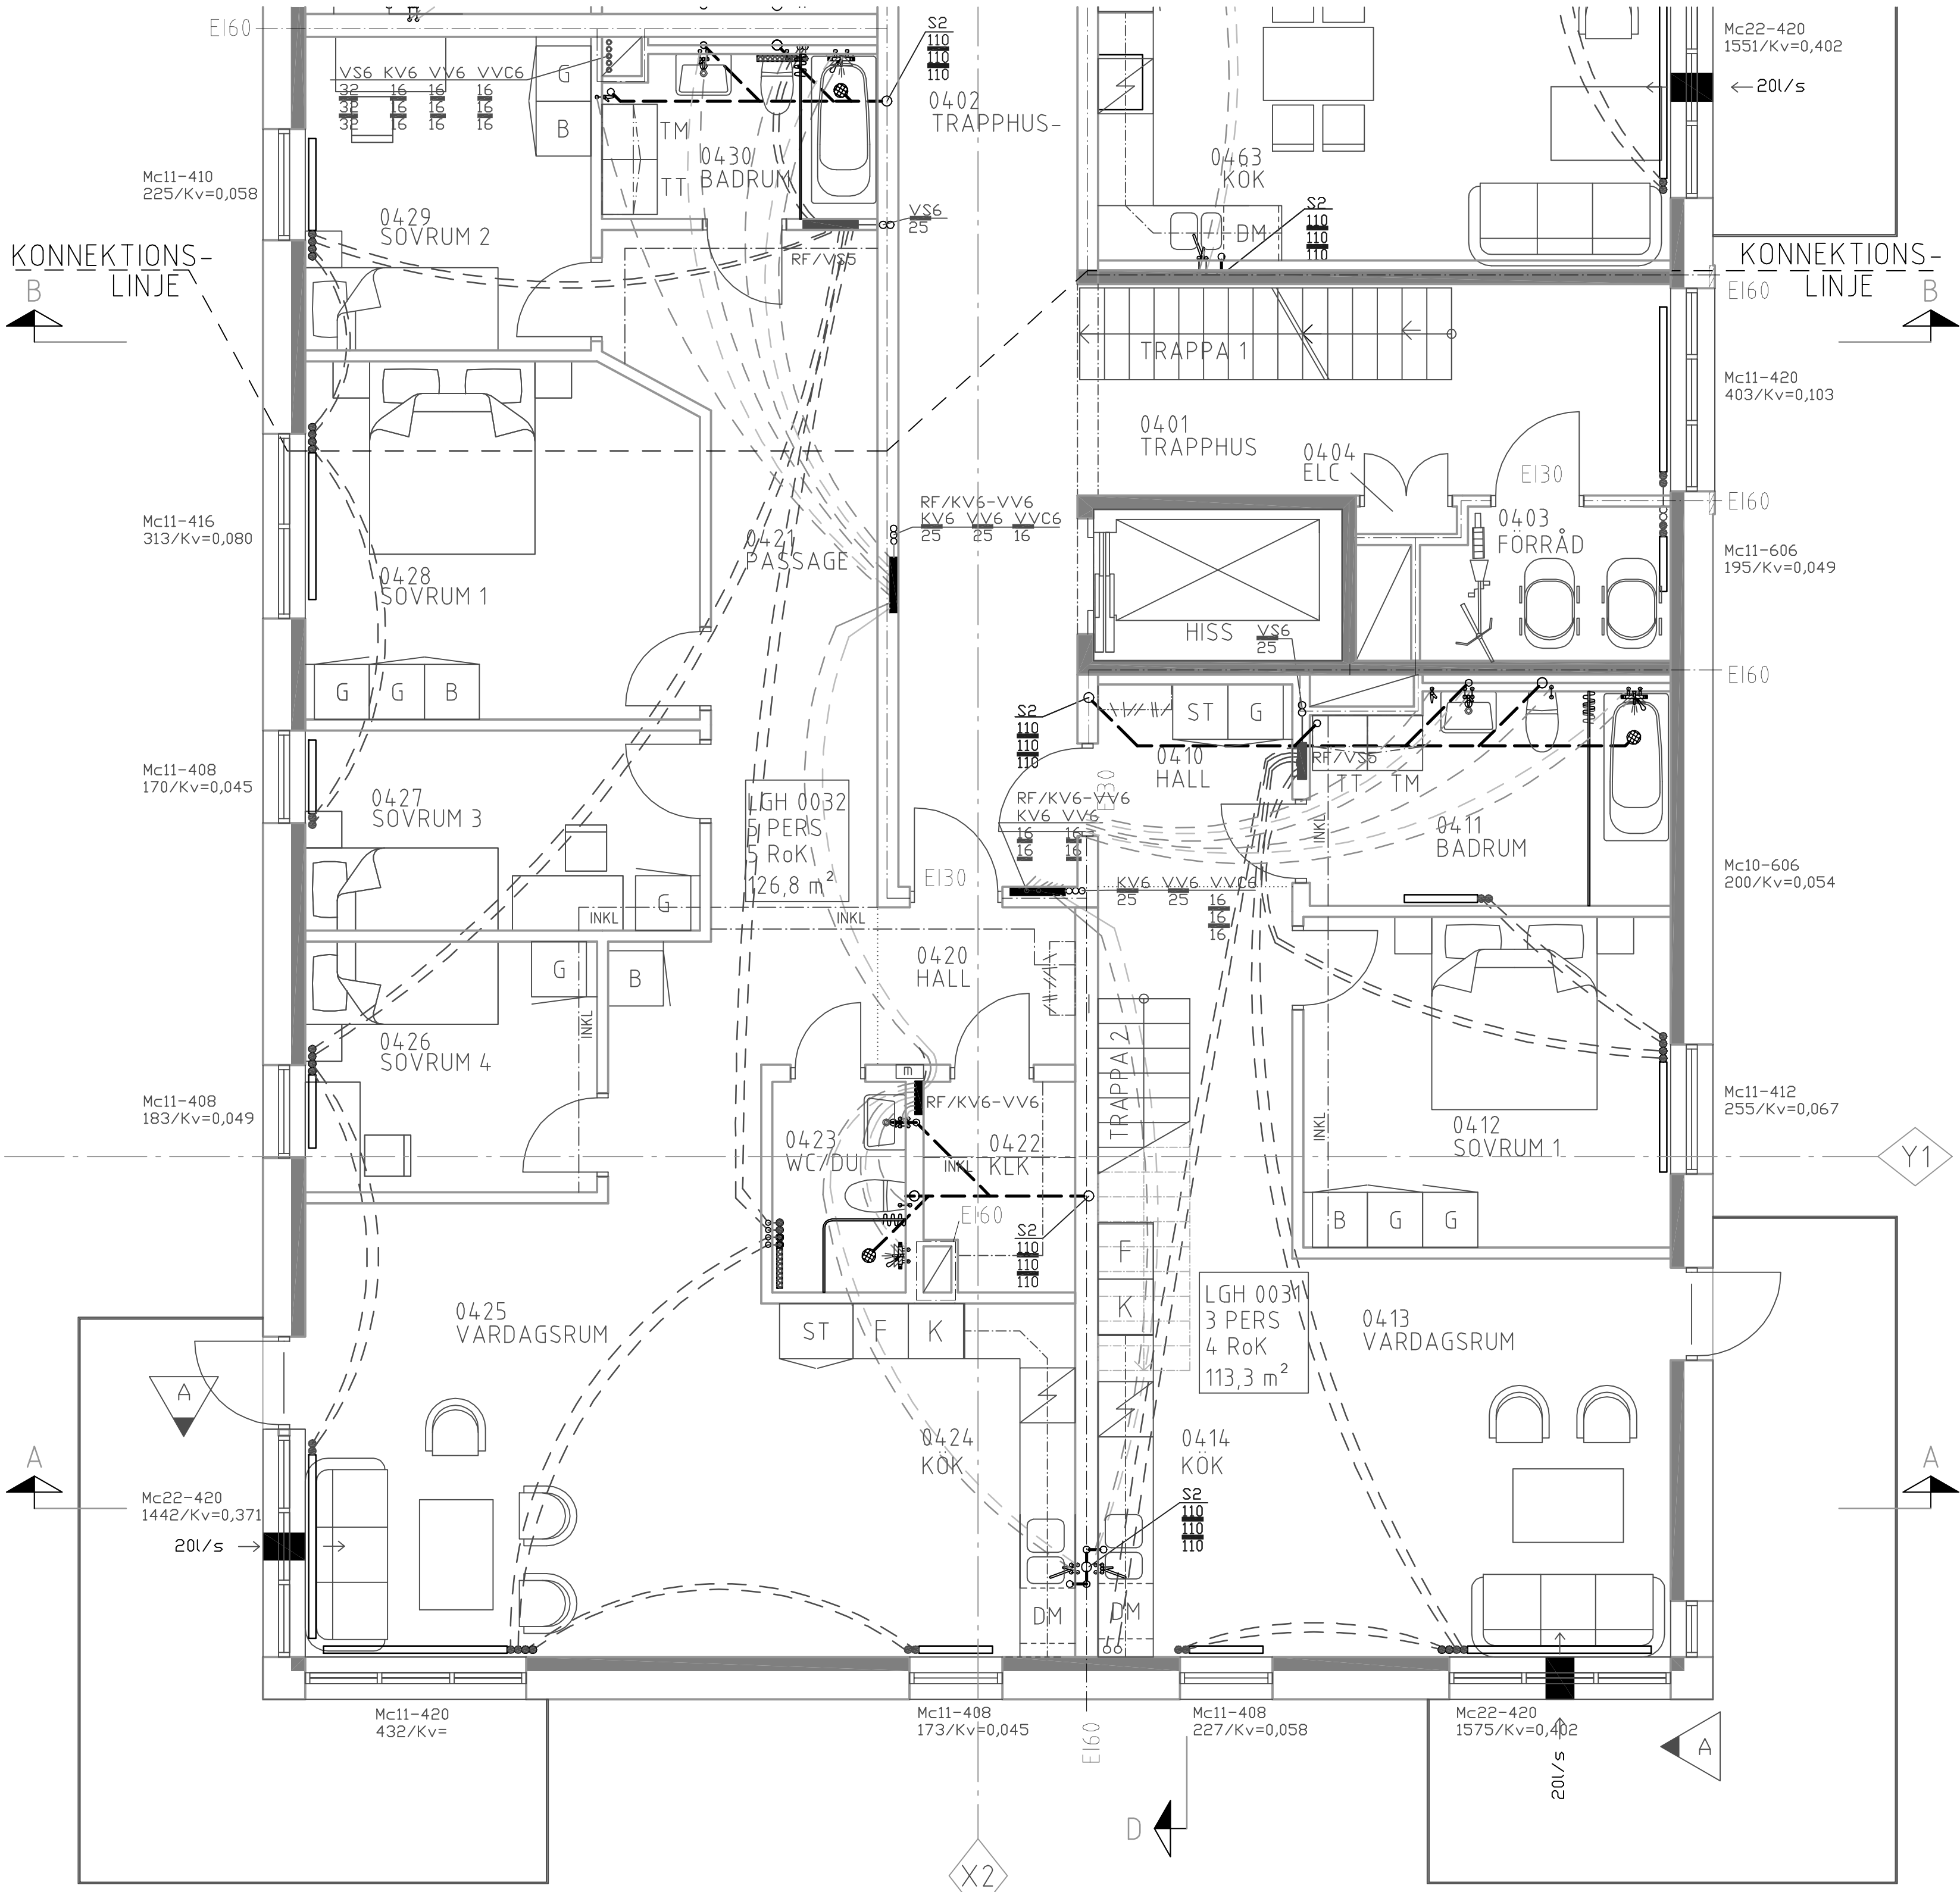 EI60
S2
110
110
110
Mc22-420
1551/Kv=0,402
20l/s
VS6 KV6 VV6 VVC6
32 16 16 16
32 16 16 16
32 16 16 16
G
B
TM
TT
0430
BADRUM
0402
TRAPPHUS-
0463
KÖK
DM
S2
110
110
110
Mc11-410
225/Kv=0,058
0429
SOVRUM 2
VS6
25
RF/VS5
KONNEKTIONS-
LINJE
B
KONNEKTIONS-
LINJE
EI60
B
TRAPPA 1
Mc11-420
403/Kv=0,103
0401
TRAPPHUS
0404
ELC
EI30
EI60
0403
FÖRRÅD
Mc11-416
313/Kv=0,080
0428
SOVRUM 1
0421
PASSAGE
RF/KV6-VV6
KV6 VV6 VVC6
25 25 16
Mc11-606
195/Kv=0,049
HISS
VS6
25
EI60
G
G
B
S2
110
110
110
ST
G
0410
HALL
RF/VS5
TT
TM
Mc11-408
170/Kv=0,045
0427
SOVRUM 3
LGH 0032
5 PERS
5 RoK
126,8 m²
EI30
RF/KV6-VV6
KV6 VV6
16 16
16 16
INKL
0411
BADRUM
Mc10-606
200/Kv=0,054
EI30
KV6 VV6 VVC6
25 25 16
16
16
G
INKL
INKL
G
B
INKL
0420
HALL
0426
SOVRUM 4
Mc11-408
183/Kv=0,049
m
RF/KV6-VV6
TRAPPA 2
INKL
0412
SOVRUM 1
Mc11-412
255/Kv=0,067
0423
WC/DU
0422
KLK
INKL
Y1
EI60
S2
110
110
110
B
G
G
F
K
0425
VARDAGSRUM
ST
F
K
LGH 0031
3 PERS
4 RoK
113,3 m²
0413
VARDAGSRUM
A
A
0424
KÖK
0414
KÖK
A
Mc22-420
1442/Kv=0,371
20l/s
S2
110
110
110
DM
DM
Mc11-420
432/Kv=
Mc11-408
173/Kv=0,045
EI60
Mc11-408
227/Kv=0,058
Mc22-420
1575/Kv=0,402
20l/s
A
D
X2